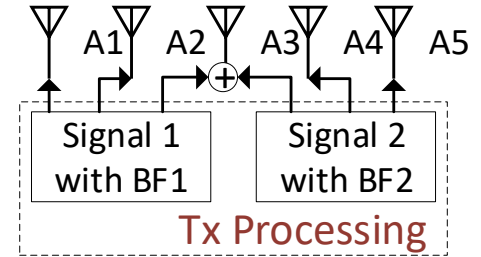 A1 A2 A3 A4 A5
+
Signal 1
with BF1
Signal 2
with BF2
Tx Processing